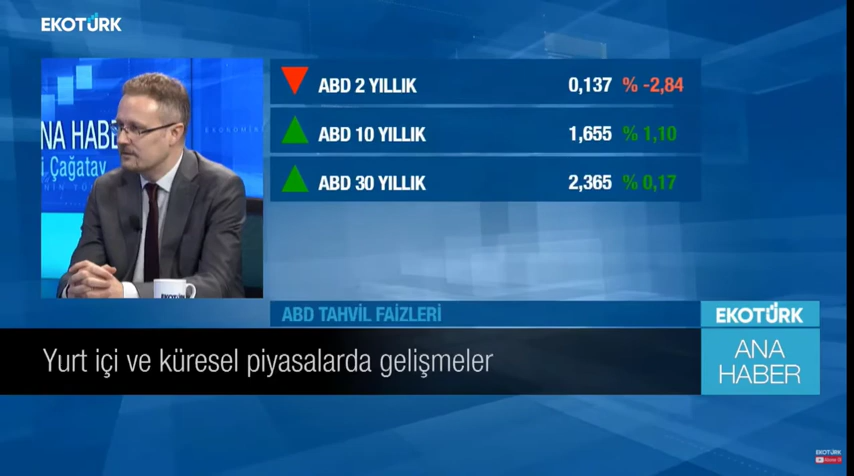 EKOTÜRK
NA HABE
i Çağatay
ABD 2 YILLIK 0,137 % -2,84
ABD 10 YILLIK 1,655 % 1,10
ABD 30 YILLIK 2,365 % 0,17
EKOTÜRK
ABD TAHVİL FAİZLERİ
EKOTÜRK
Yurt içi ve küresel piyasalarda gelişmeler
ANA
HABER
EKOTÜRK